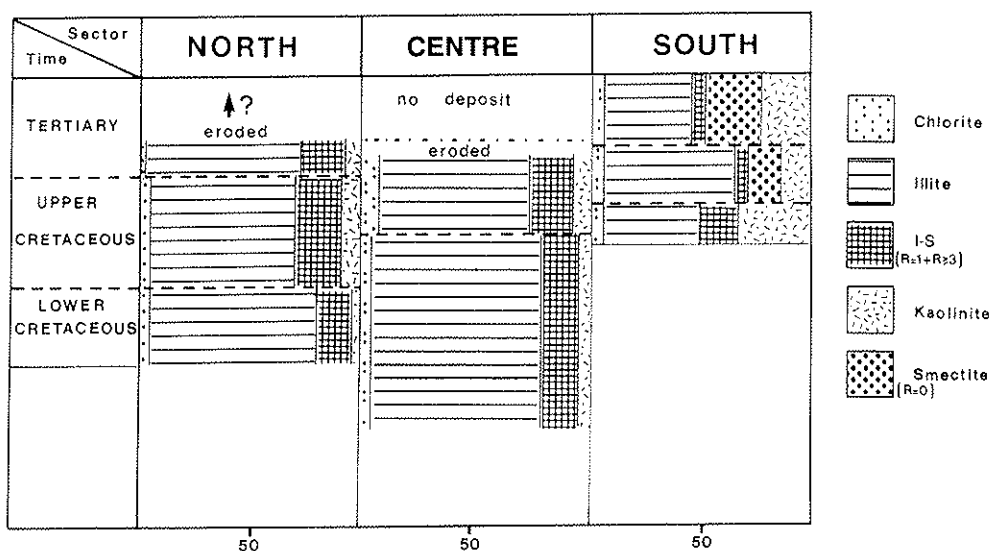 Sector
Time
NORTH
CENTRE
SOUTH
TERTIARY
?
eroded
no deposit
eroded
UPPER
CRETACEOUS
LOWER
CRETACEOUS
50
50
50
Chlorite
Illite
I-S
(R=1+R≥3)
Kaolinite
Smectite
(R=0)